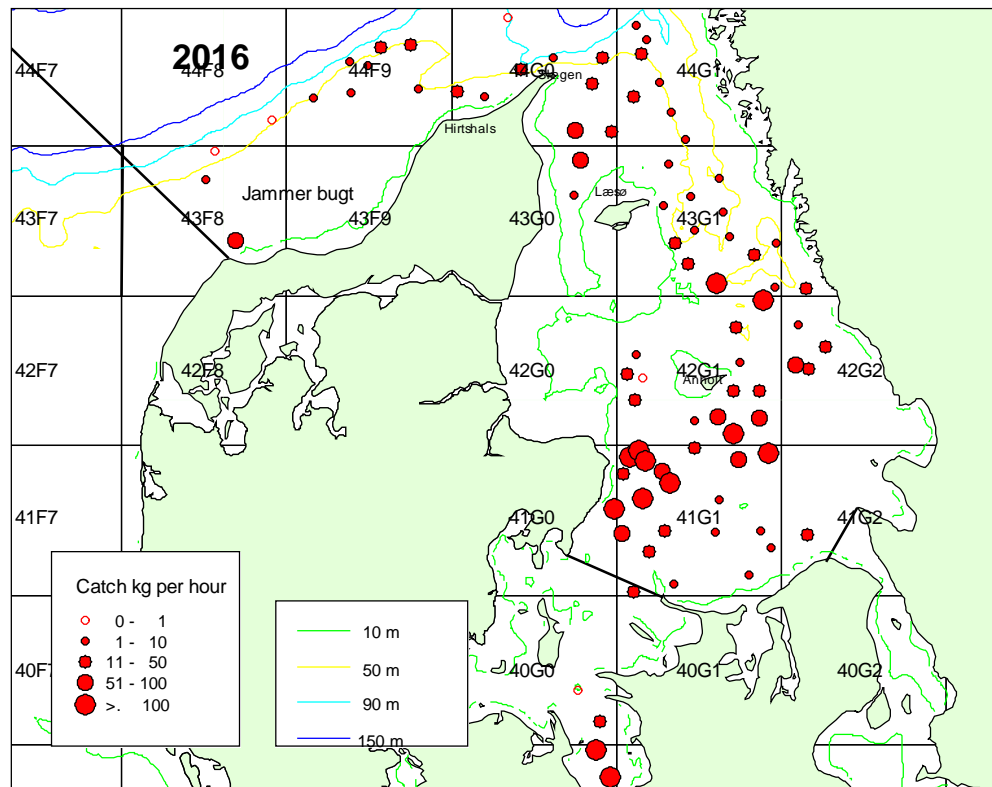 2016
44F7
44F8
44F9
44G0
44G1
Skagen
Hirtshals
Jammer bugt
Læsø
43F7
43F8
43F9
43G0
43G1
42F7
42F8
42G0
42G1
42G2
Anholt
41F7
41G0
41G1
41G2
Catch kg per hour
0 - 1
1 - 10
11 - 50
51 - 100
>. 100
10 m
50 m
90 m
150 m
40F7
40G0
40G1
40G2